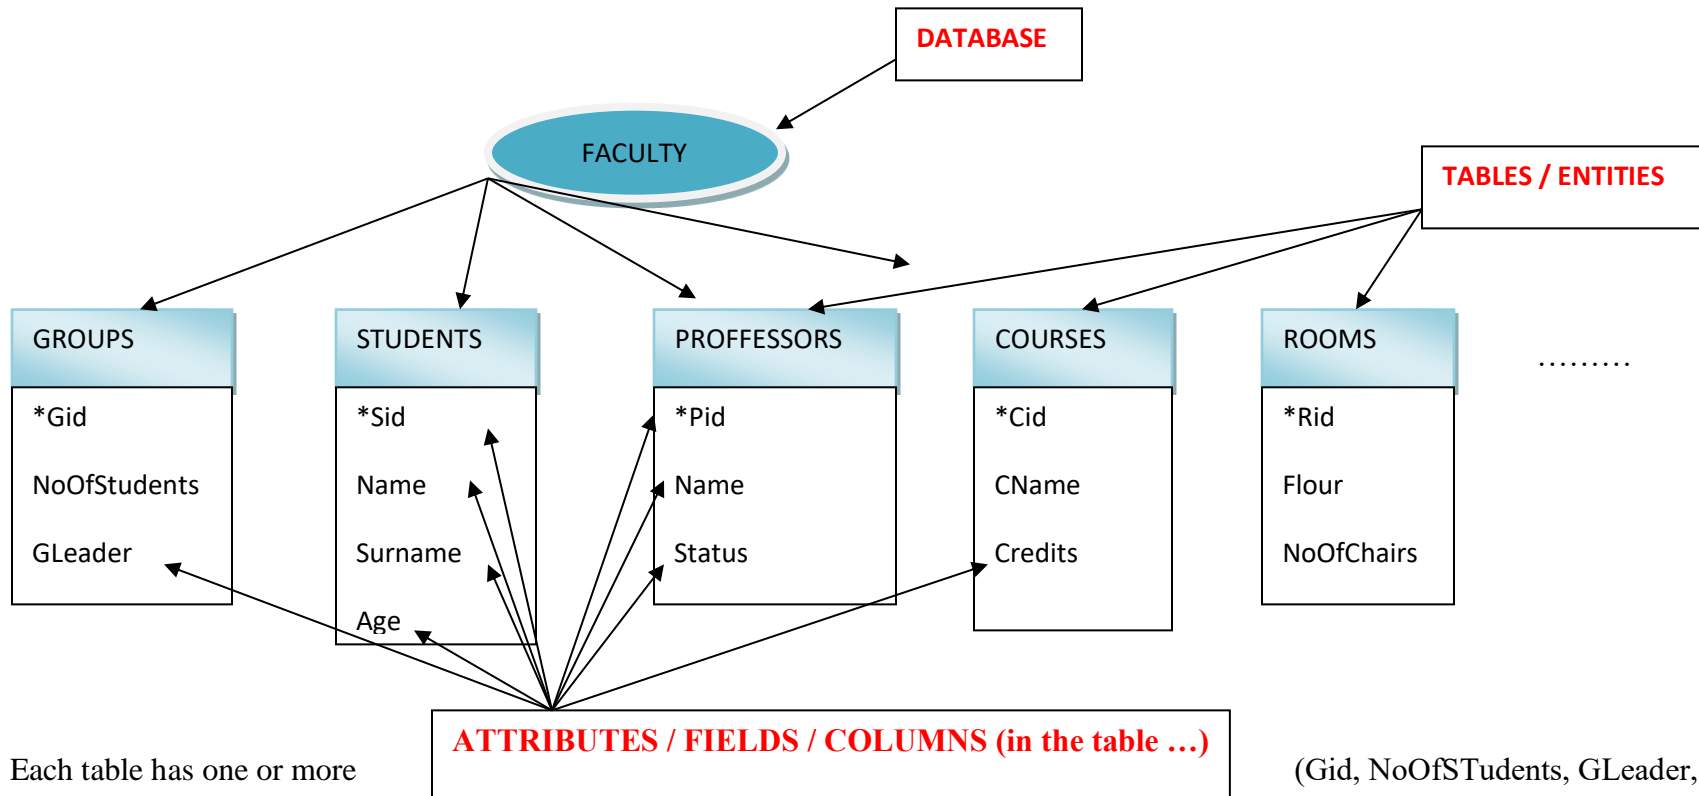 DATABASE
FACULTY
TABLES / ENTITIES
GROUPS
*Gid
NoOfStudents
GLeader
STUDENTS
*Sid
Name
Surname
Age
PROFFESSORS
*Pid
Name
Status
COURSES
*Cid
CName
Credits
ROOMS
*Rid
Flour
NoOfChairs
………
ATTRIBUTES / FIELDS / COLUMNS (in the table …)
Each table has one or more
(Gid, NoOfSTudents, GLeader,